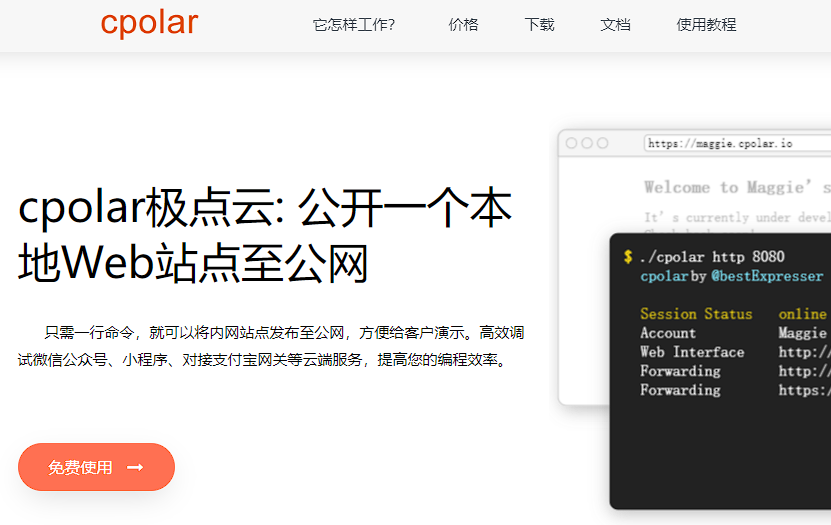 cpolar
它怎样工作?
价格
下载
文档
使用教程
cpolar极点云: 公开一个本
地Web站点至公网
只需一行命令，就可以将内网站点发布至公网，方便给客户演示。高效调
试微信公众号、小程序、对接支付宝网关等云端服务，提高您的编程效率。
免费使用
https://maggie.cpolar.io
Welcome to Maggie's s
It's currently under devel
$ ./cpolar http 8080
cpolar by @bestExpresser
Session Status online
Account Maggie
Web Interface http://
Forwarding http://
Forwarding https:/